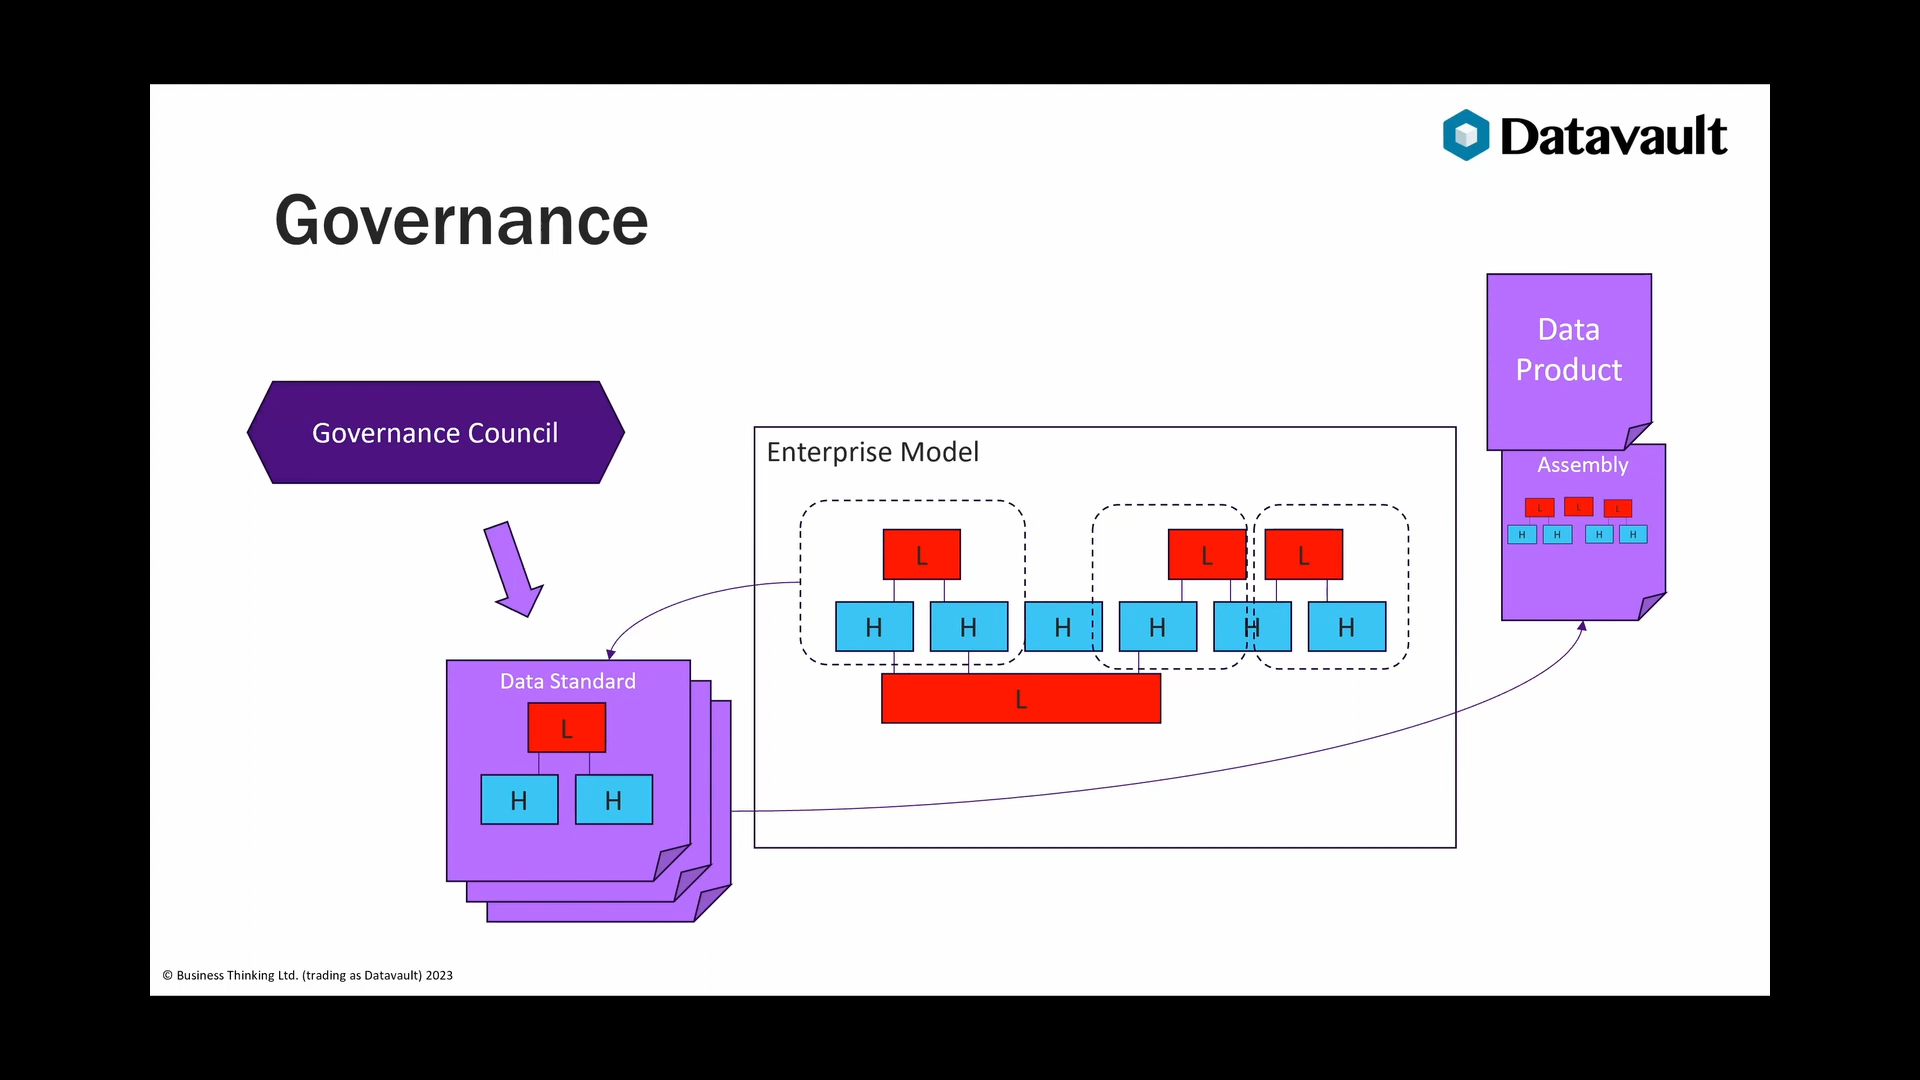 Datavault
Governance
Data
Product
Governance Council
Enterprise Model
Assembly
L L L
H H H H
L L L
H H H H H H
L
Data Standard
L
H H
© Business Thinking Ltd. (trading as Datavault) 2023